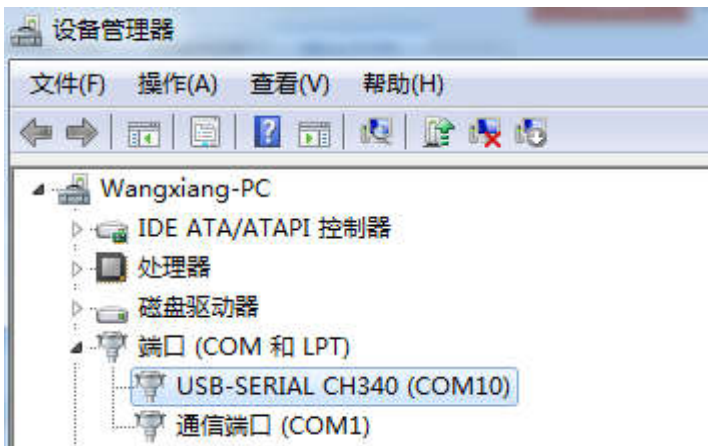 设备管理器
文件(F) 操作(A) 查看(V) 帮助(H)
Wangxiang-PC
IDE ATA/ATAPI 控制器
处理器
磁盘驱动器
端口 (COM 和 LPT)
USB-SERIAL CH340 (COM10)
通信端口 (COM1)